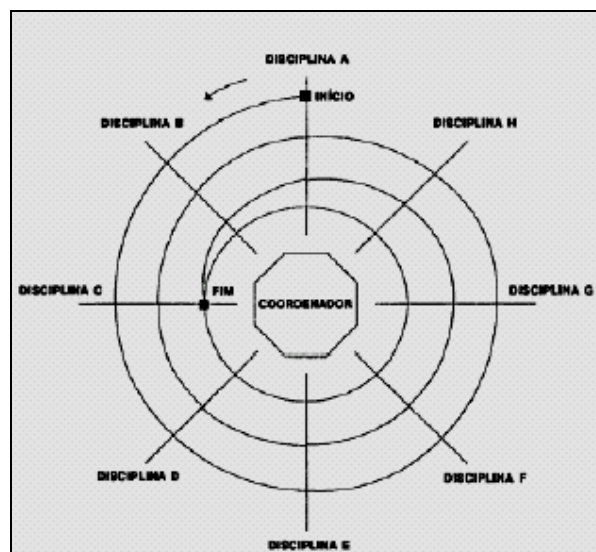 DISCIPLINA A
INÍCIO
DISCIPLINA B
DISCIPLINA H
DISCIPLINA C
FIM
COORDENADOR
DISCIPLINA G
DISCIPLINA D
DISCIPLINA F
DISCIPLINA E